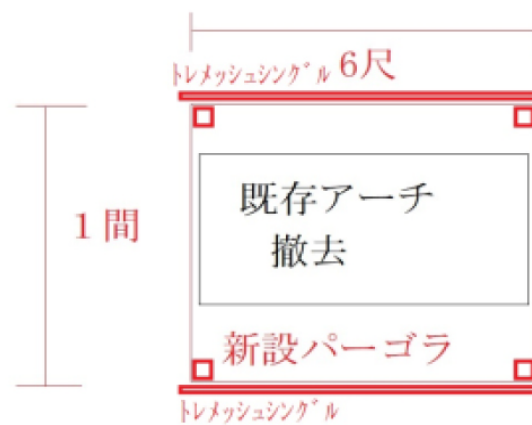 6尺
トレメッシュシングル
1間
既存アーチ
撤去
新設パーゴラ
トレメッシュシングル